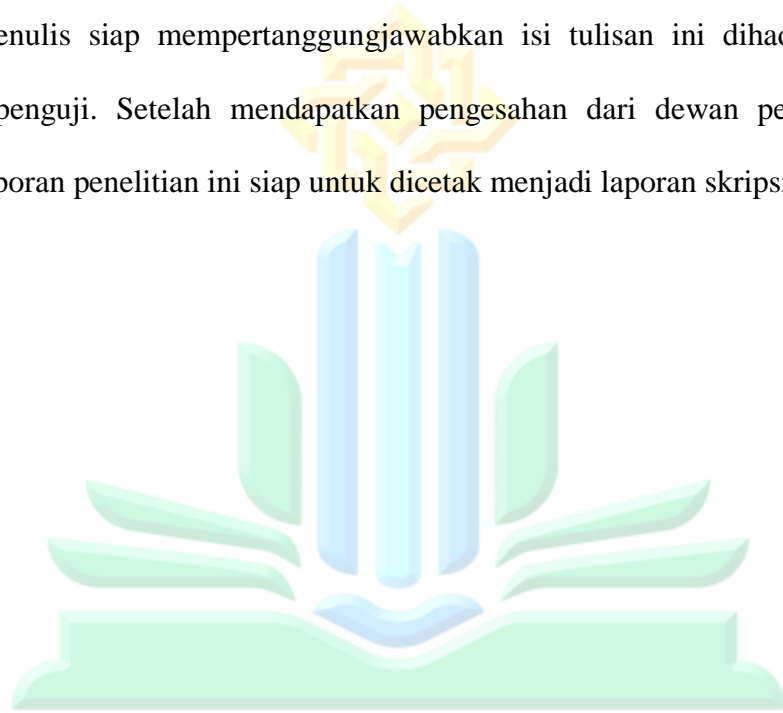 enulis siap mempertanggungjawabkan isi tulisan ini dihad
penguji. Setelah mendapatkan pengesahan dari dewan pe
poran penelitian ini siap untuk dicetak menjadi laporan skripsi